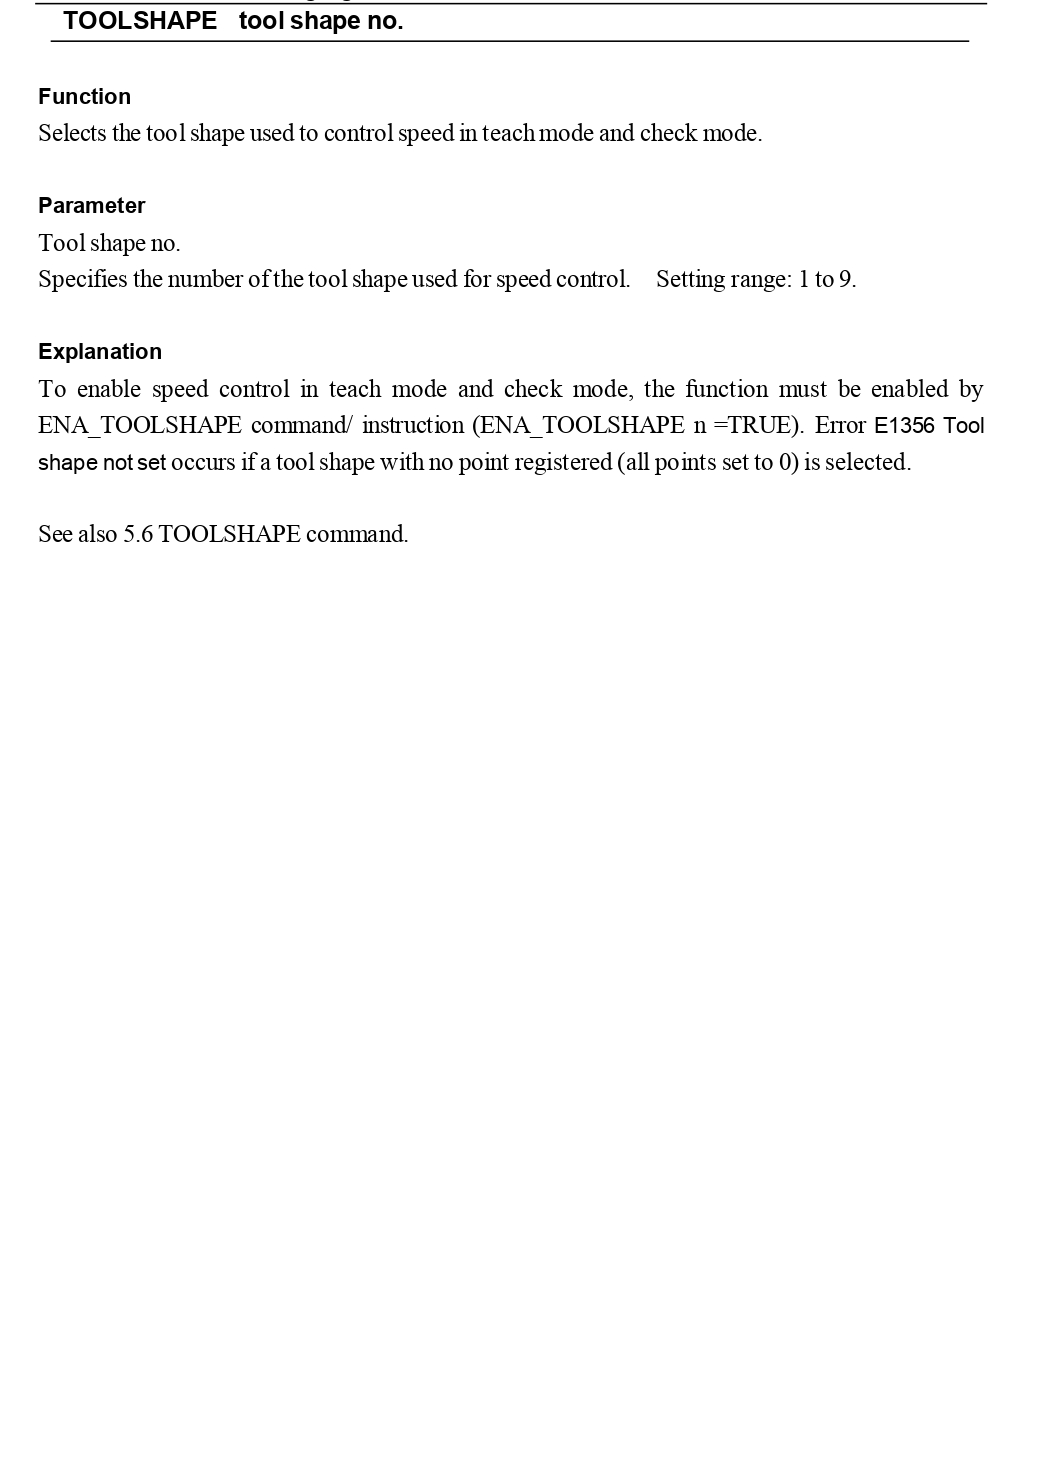 TOOLSHAPE tool shape no.
Function
Selects the tool shape used to control speed in teach mode and check mode.
Parameter
Tool shape no.
Specifies the number of the tool shape used for speed control. Setting range: 1 to 9.
Explanation
To enable speed control in teach mode and check mode, the function must be enabled by
ENA_TOOLSHAPE command/ instruction (ENA_TOOLSHAPE n =TRUE). Error E1356 Tool
shape not set occurs if a tool shape with no point registered (all points set to 0) is selected.
See also 5.6 TOOLSHAPE command.